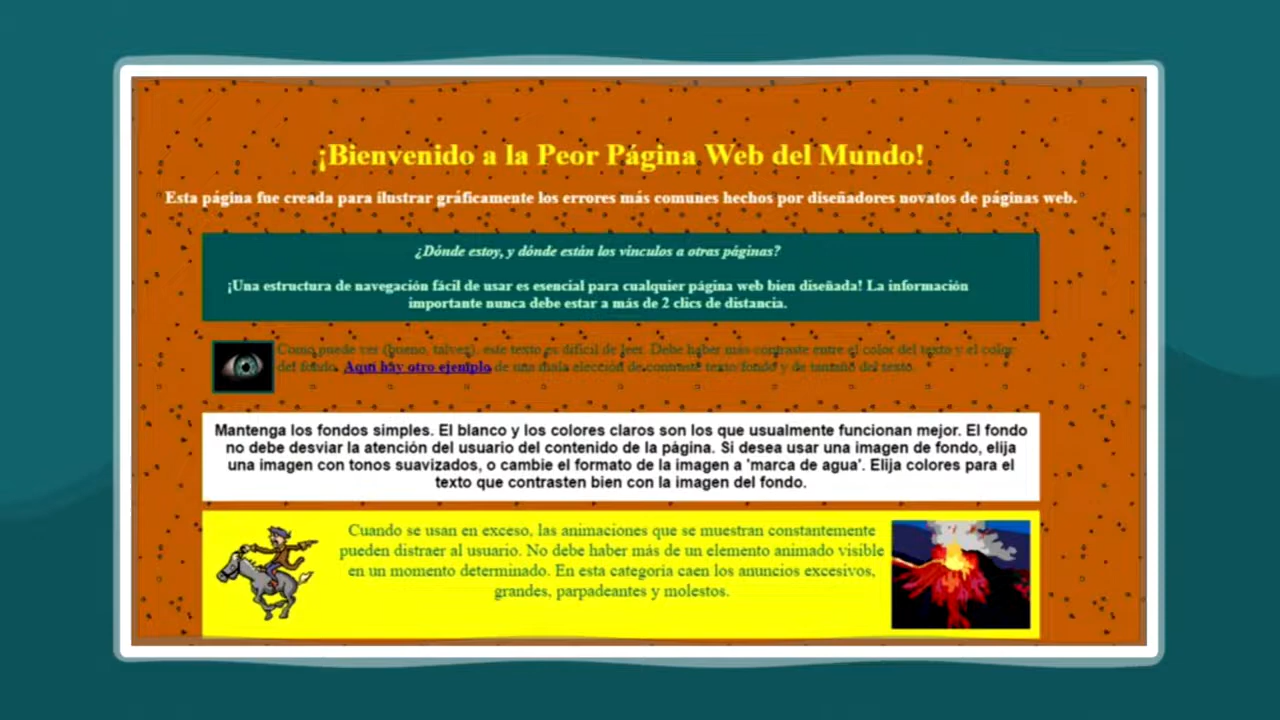 ¡Bienvenido a la Peor Página Web del Mundo!
Esta página fue creada para ilustrar gráficamente los errores más comunes hechos por diseñadores novatos de páginas web.
¿Dónde estoy, y dónde están los vínculos a otras páginas?
¡Una estructura de navegación fácil de usar es esencial para cualquier página web bien diseñada! La información
importante nunca debe estar a más de 2 clics de distancia.
Como puede ver (bueno, talvez), este texto es difícil de leer. Debe haber más contraste entre el color del texto y el color
del fondo. Aquí hay otro ejemplo de una mala elección de contraste texto/fondo y de tamaño del texto.
Mantenga los fondos simples. El blanco y los colores claros son los que usualmente funcionan mejor. El fondo
no debe desviar la atención del usuario del contenido de la página. Si desea usar una imagen de fondo, elija
una imagen con tonos suavizados, o cambie el formato de la imagen a 'marca de agua'. Elija colores para el
texto que contrasten bien con la imagen del fondo.
Cuando se usan en exceso, las animaciones que se muestran constantemente
pueden distraer al usuario. No debe haber más de un elemento animado visible
en un momento determinado. En esta categoría caen los anuncios excesivos,
grandes, parpadeantes y molestos.